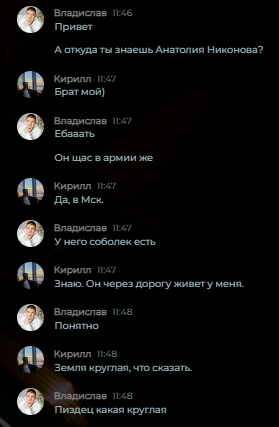 Владислав 11:46
Привет
А откуда ты знаешь Анатолия Никонова?
Кирилл 11:47
Брат мой)
Владислав 11:47
Ебааать
Он щас в армии же
Кирилл 11:47
Да, в Мск.
Владислав 11:47
У него соболек есть
Кирилл 11:47
Знаю. Он через дорогу живет у меня.
Владислав 11:48
Понятно
Кирилл 11:48
Земля круглая, что сказать.
Владислав 11:48
Пиздец какая круглая